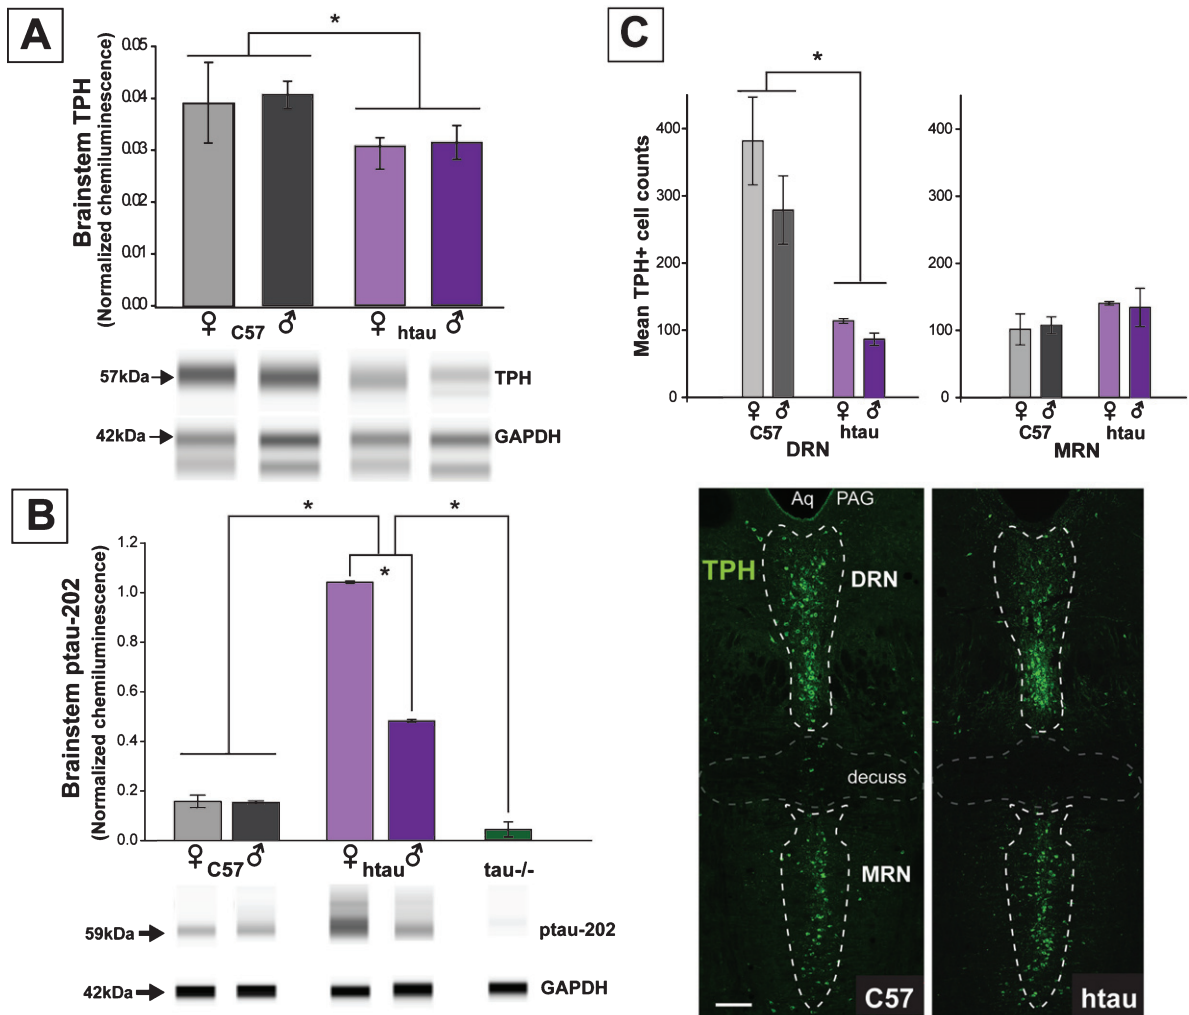 A
*
Brainstem TPH
(Normalized chemiluminescence)
0.05
0.04
0.03
0.02
0.01
0.00
♀ C57 ♂ ♀ htau ♂
57kDa TPH
42kDa GAPDH
B
* *
*
Brainstem ptau-202
(Normalized chemiluminescence)
1.2
1.0
0.8
0.6
0.4
0.2
0.0
♀ C57 ♂ ♀ htau ♂ tau-/-
59kDa ptau-202
42kDa GAPDH
C
*
Mean TPH+ cell counts
400
300
200
100
0
♀ ♂ ♀ ♂
C57 htau
DRN
400
300
200
100
0
♀ ♂ ♀ ♂
C57 htau
MRN
Aq PAG
TPH
DRN
decuss
MRN
C57
htau